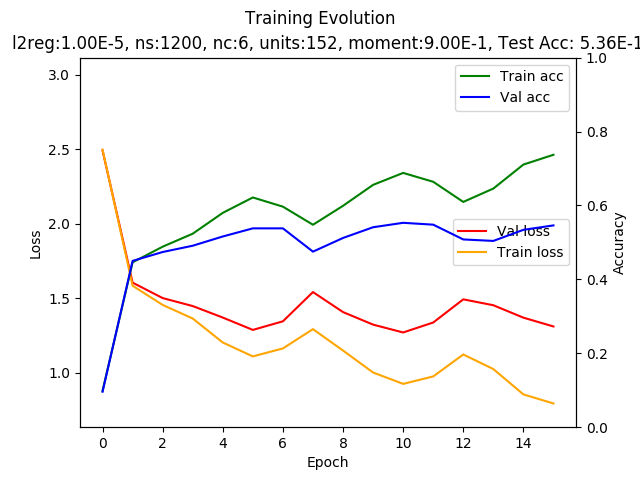 Training Evolution
l2reg:1.00E-5, ns:1200, nc:6, units:152, moment:9.00E-1, Test Acc: 5.36E-1
Train acc
Val acc
Val loss
Train loss
3.0
2.5
2.0
1.5
1.0
Loss
1.0
0.8
0.6
0.4
0.2
0.0
Accuracy
0 2 4 6 8 10 12 14
Epoch